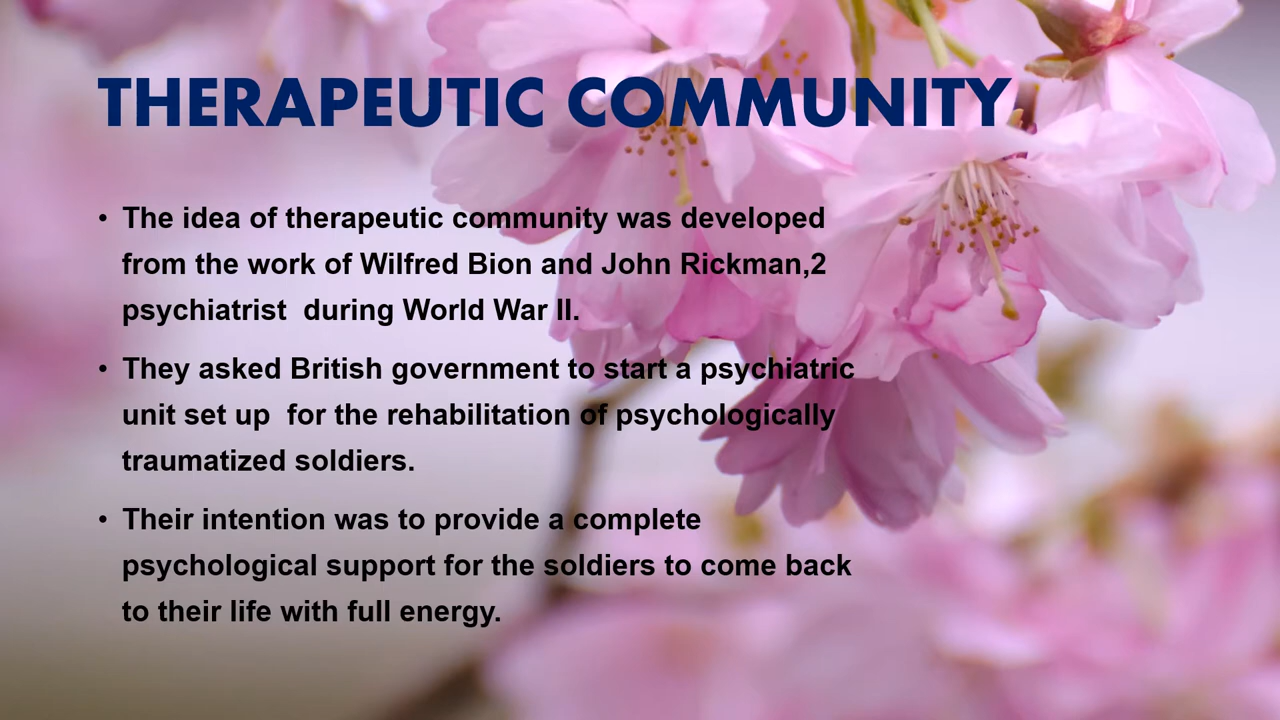 THERAPEUTIC COMMUNITY
• The idea of therapeutic community was developed
from the work of Wilfred Bion and John Rickman,2
psychiatrist  during World War II.
• They asked British government to start a psychiatric
unit set up  for the rehabilitation of psychologically
traumatized soldiers.
• Their intention was to provide a complete
psychological support for the soldiers to come back
to their life with full energy.